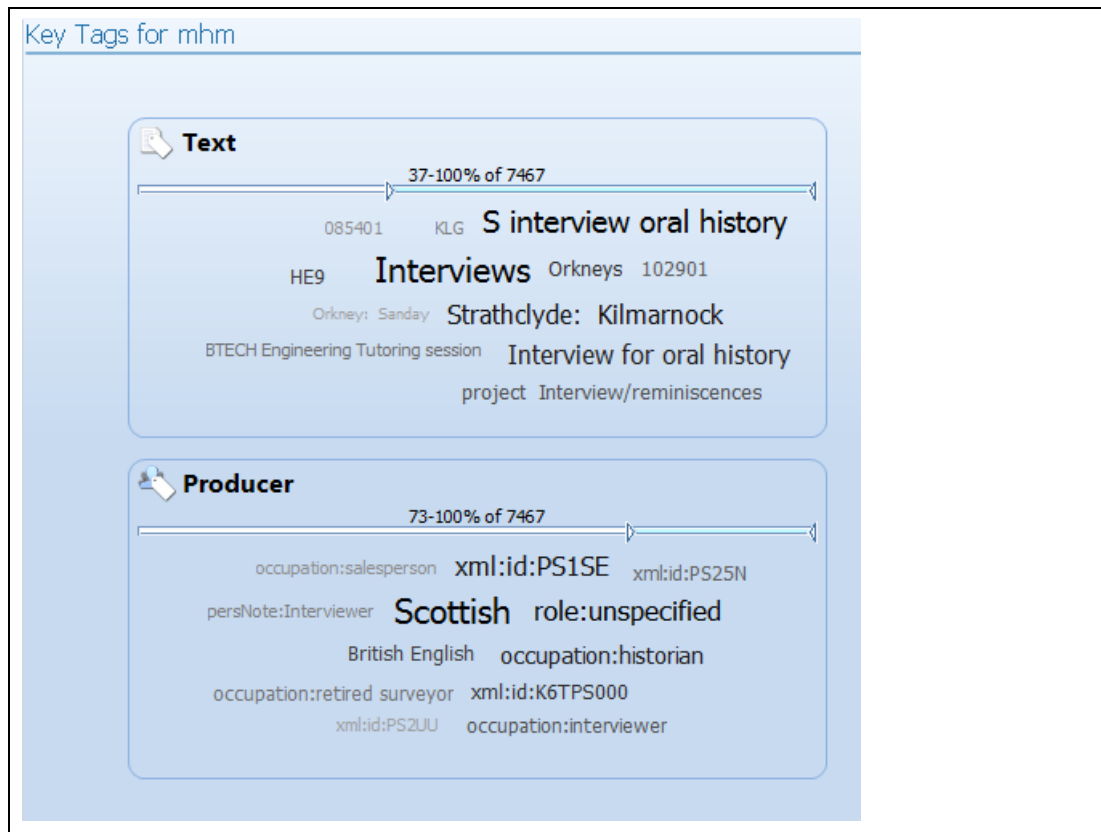 Key Tags for mhm
Text
37-100% of 7467
085401 KLG S interview oral history
HE9 Interviews Orkneys 102901
Orkney: Sanday Strathclyde: Kilmarnock
BTECH Engineering Tutoring session Interview for oral history
project Interview/reminiscences
Producer
73-100% of 7467
occupation:salesperson xml:id:PS1SE xml:id:PS25N
persNote:Interviewer Scottish role:unspecified
British English occupation:historian
occupation:retired surveyor xml:id:K6TPS000
xml:id:PS2UU occupation:interviewer